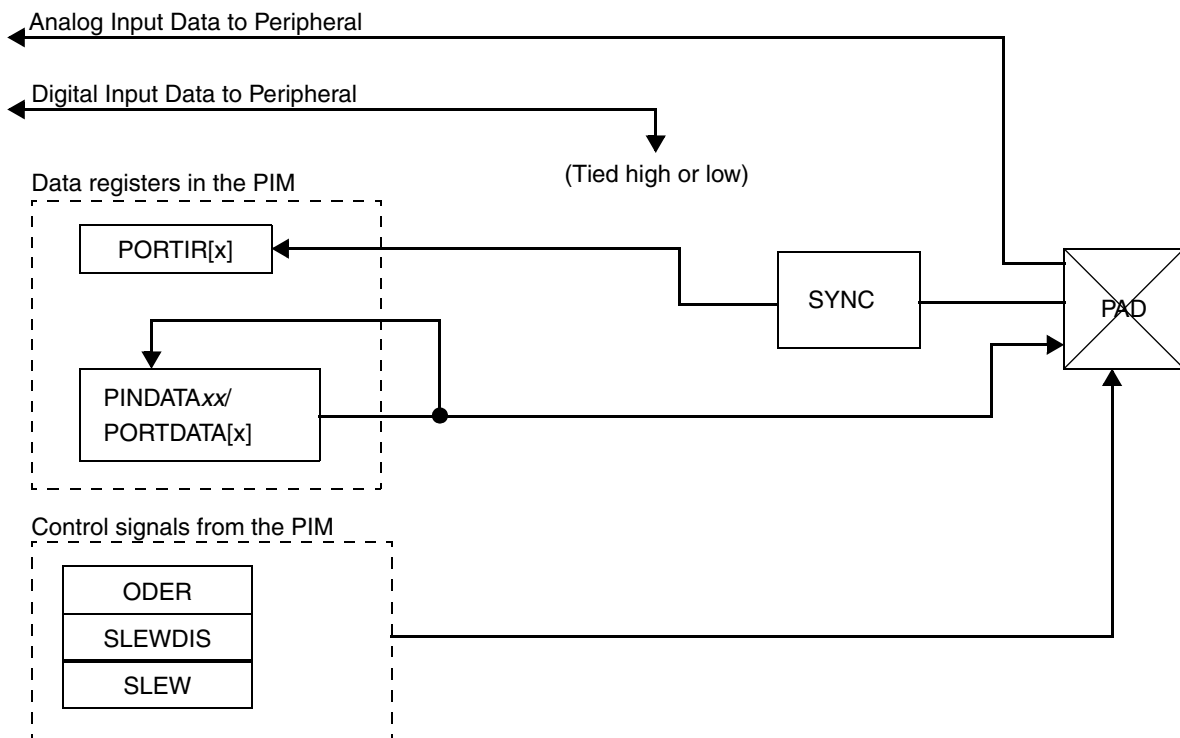 Analog Input Data to Peripheral
Digital Input Data to Peripheral
(Tied high or low)
Data registers in the PIM
PORTIR[x]
SYNC
PAD
PINDATAxx/
PORTDATA[x]
Control signals from the PIM
ODER
SLEWDIS
SLEW